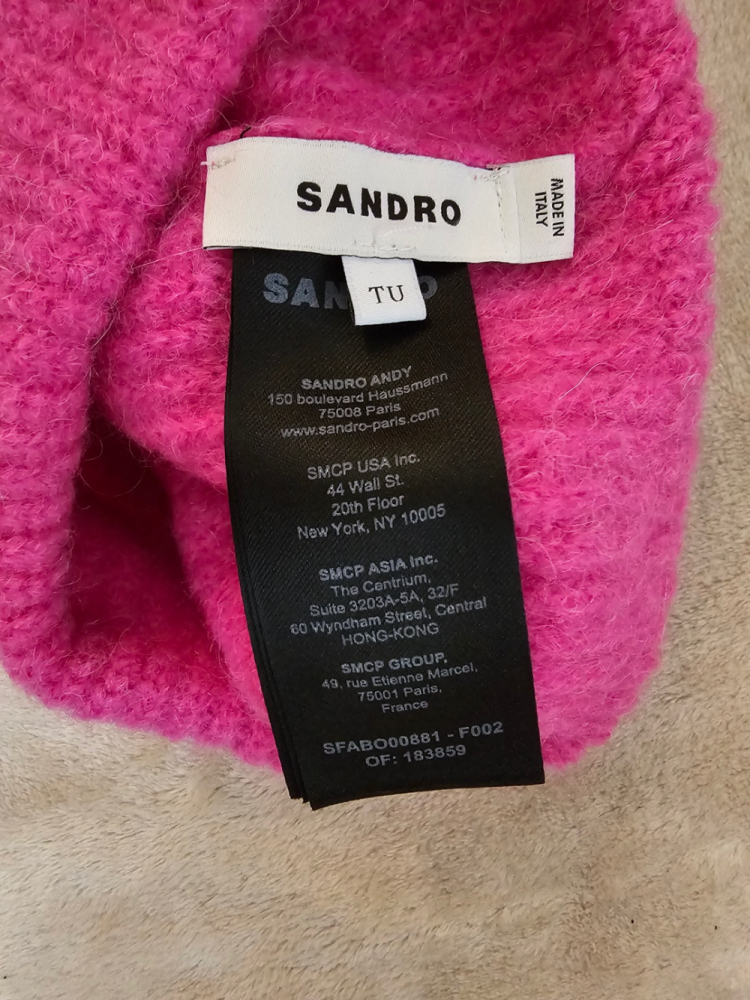 SANDRO
MADE IN
ITALY
TU
SANDRO ANDY
150 boulevard Haussmann
75008 Paris
www.sandro-paris.com
SMCP USA Inc.
44 Wall St.
20th Floor
New York, NY 10005
SMCP ASIA Inc.
The Centrium,
Suite 3203A-5A, 32/F
60 Wyndham Street, Central
HONG-KONG
SMCP GROUP,
49, rue Etienne Marcel,
75001 Paris,
France
SFABO00881 - F002
OF: 183859